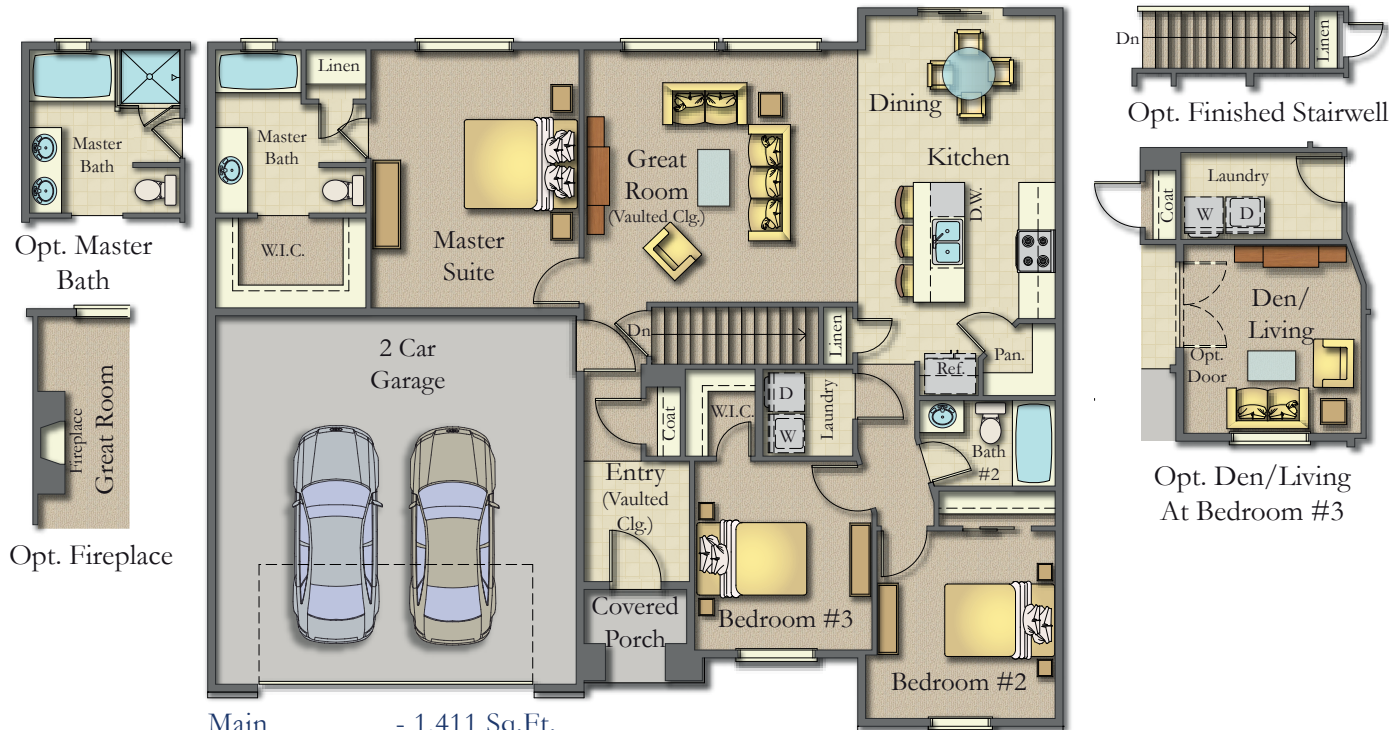 Master
Bath
Opt. Master
Bath
Fireplace
Great Room
Opt. Fireplace
Linen
Master
Bath
W.I.C.
Master
Suite
Great
Room
(Vaulted Clg.)
Dining
Kitchen
D.W.
Dn
Linen
Pan.
Ref.
2 Car
Garage
Coat
W.I.C.
D
W
Laundry
Bath
#2
Entry
(Vaulted
Clg.)
Covered
Porch
Bedroom #3
Bedroom #2
Main - 1,411 Sq.Ft.
Dn
Linen
Opt. Finished Stairwell
Laundry
Coat
W
D
Den/
Living
Opt.
Door
Opt. Den/Living
At Bedroom #3